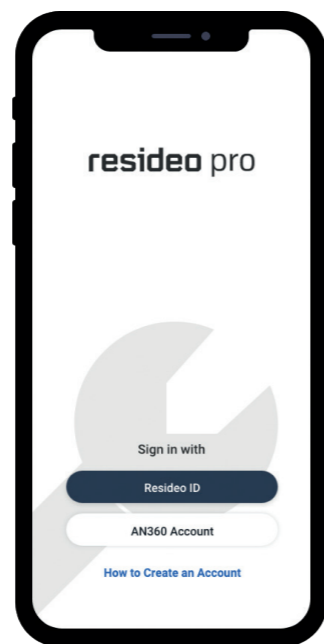 resideo pro
Sign in with
Resideo ID
AN360 Account
How to Create an Account